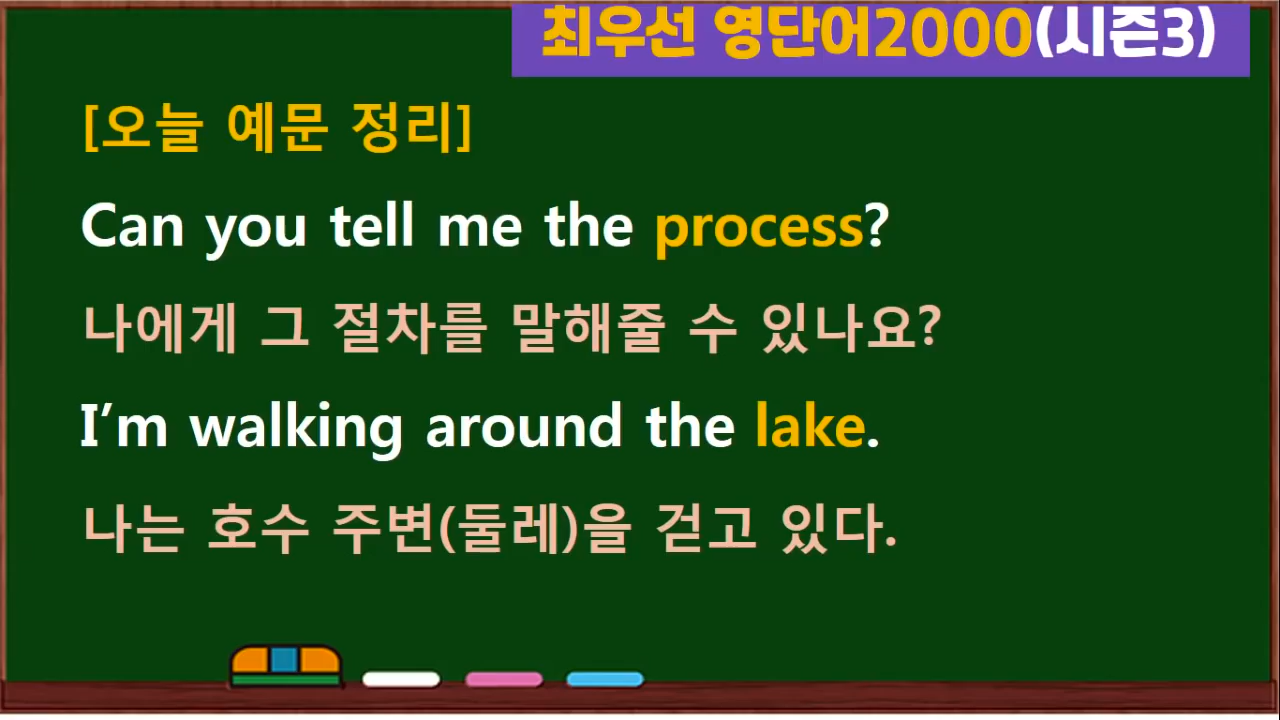 최우선 영단어2000(시즌3)
[오늘 예문 정리]
Can you tell me the process?
나에게 그 절차를 말해줄 수 있나요?
I’m walking around the lake.
나는 호수 주변(둘레)을 걷고 있다.